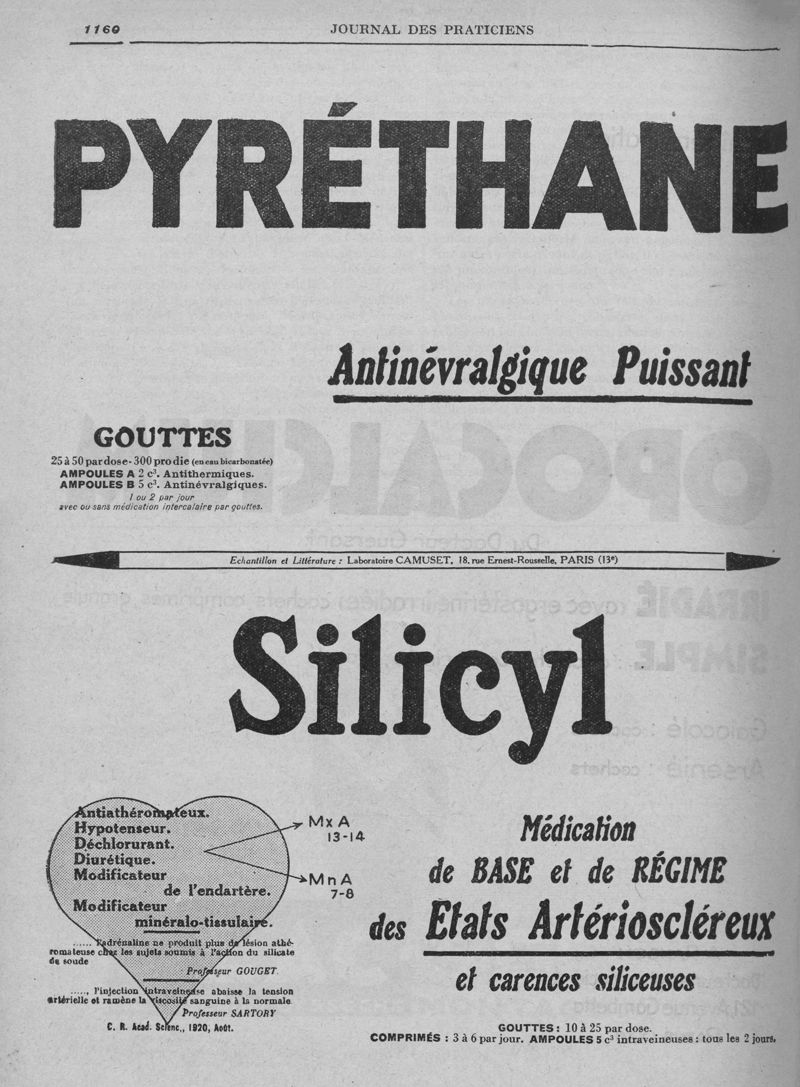 1160
JOURNAL DES PRATICIENS
PYRÉTHANE
Antinévralgique Puissant
GOUTTES
25 à 50 par dose - 300 pro die (en eau bicarbonatée)
AMPOULES A 2 c³. Antithermiques.
AMPOULES B 5 c³. Antinévralgiques.
1 ou 2 par jour
avec ou sans médication intercalaire par gouttes.
Echantillon et Littérature : Laboratoire CAMUSET, 18, rue Ernest-Rousselle, PARIS (13e)
Silicyl
Antiathéromateux.
Hypotenseur.
Déchlorurant.
Diurétique.
Modificateur
de l'endartère.
Modificateur
minéralo-tissulaire.
MxA
13-14
MnA
7-8
...... l'adrénaline ne produit plus de lésion athé-
romateuse chez les sujets soumis à l'action du silicate
de soude
Professeur GOUGET.
....., l'injection intraveineuse abaisse la tension
artérielle et ramène la viscosité sanguine à la normale.
Professeur SARTORY
C. R. Acad. Scienc., 1920, Août.
Médication
de BASE et de RÉGIME
des Etats Artérioscléreux
et carences siliceuses
GOUTTES : 10 à 25 par dose.
COMPRIMÉS : 3 à 6 par jour. AMPOULES 5 c³ intraveineuses : tous les 2 jours.